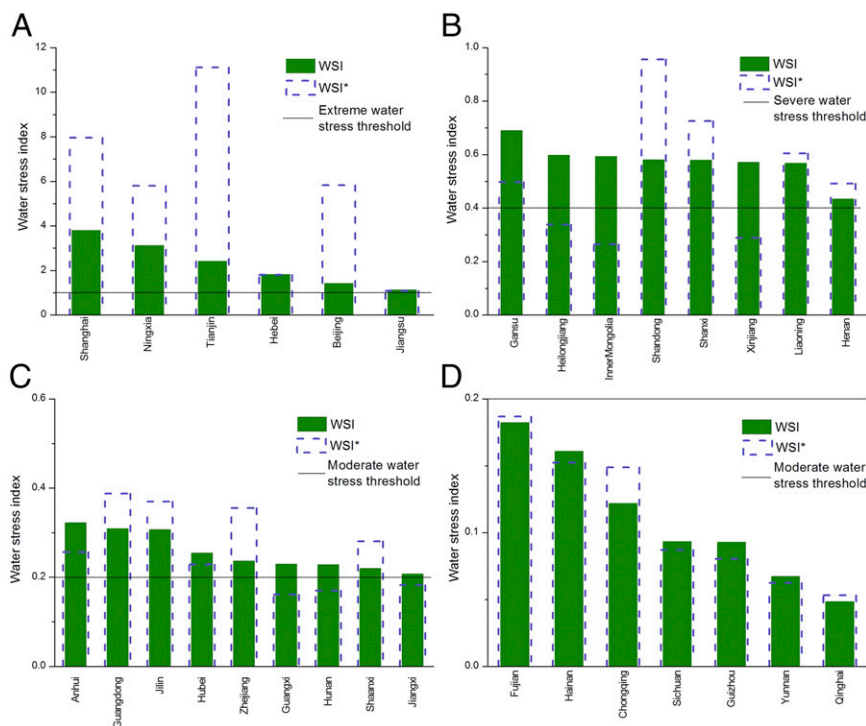 A
12
10
8
6
4
2
0
Water stress index
WSI
WSI*
Extreme water
stress threshold
Shanghai
Ningxia
Tianjin
Hebei
Beijing
Jiangsu
B
1.0
0.8
0.6
0.4
0.2
0.0
Water stress index
WSI
WSI*
Severe water
stress threshold
Gansu
Heilongjiang
InnerMongolia
Shandong
Shanxi
Xinjiang
Liaoning
Henan
C
0.6
0.4
0.2
0.0
Water stress index
WSI
WSI*
Moderate water
stress threshold
Anhui
Guangdong
Jilin
Hubei
Zhejiang
Guangxi
Hunan
Shaanxi
Jiangxi
D
0.2
0.1
0.0
Water stress index
WSI
WSI*
Moderate water
stress threshold
Fujian
Hainan
Chongqing
Sichuan
Guizhou
Yunnan
Qinghai